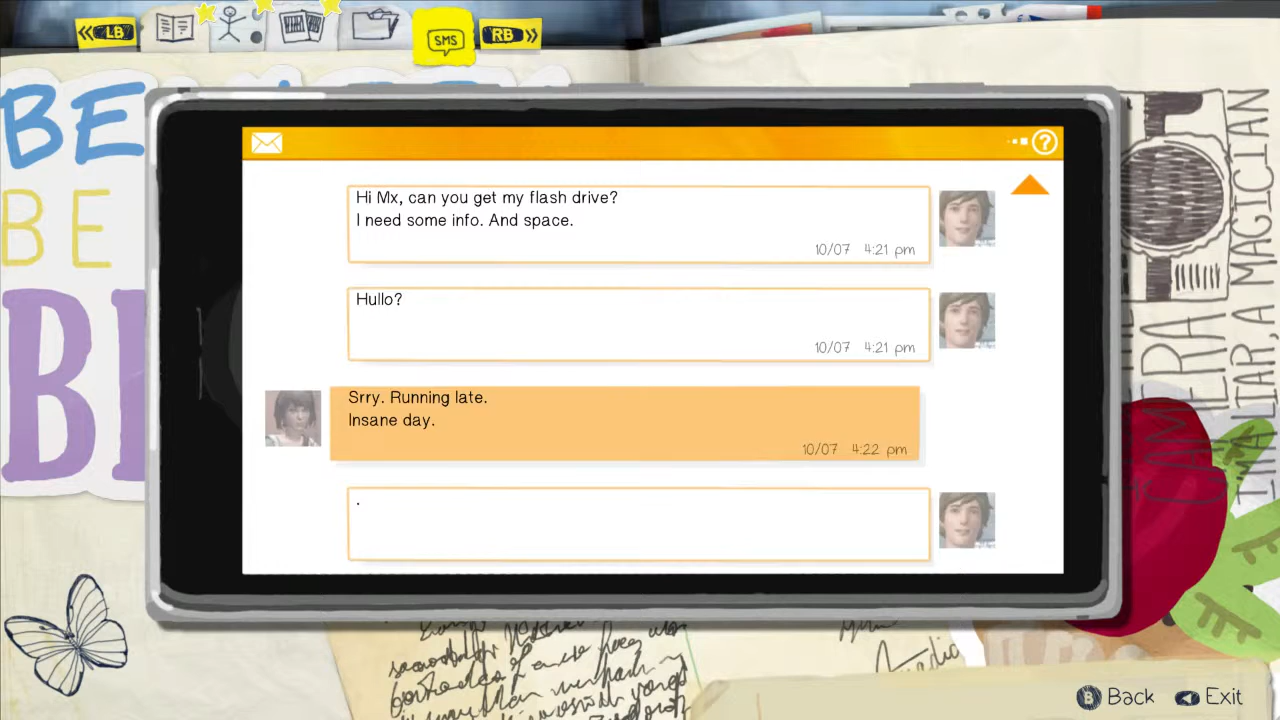 LB
SMS
RB
BE
BE
Hi Mx, can you get my flash drive?
I need some info. And space.
10/07 4:21 pm
Hullo?
10/07 4:21 pm
Srry. Running late.
Insane day.
10/07 4:22 pm
.
CAMERA
LIAR, A MAGICIAN
B Back
Exit